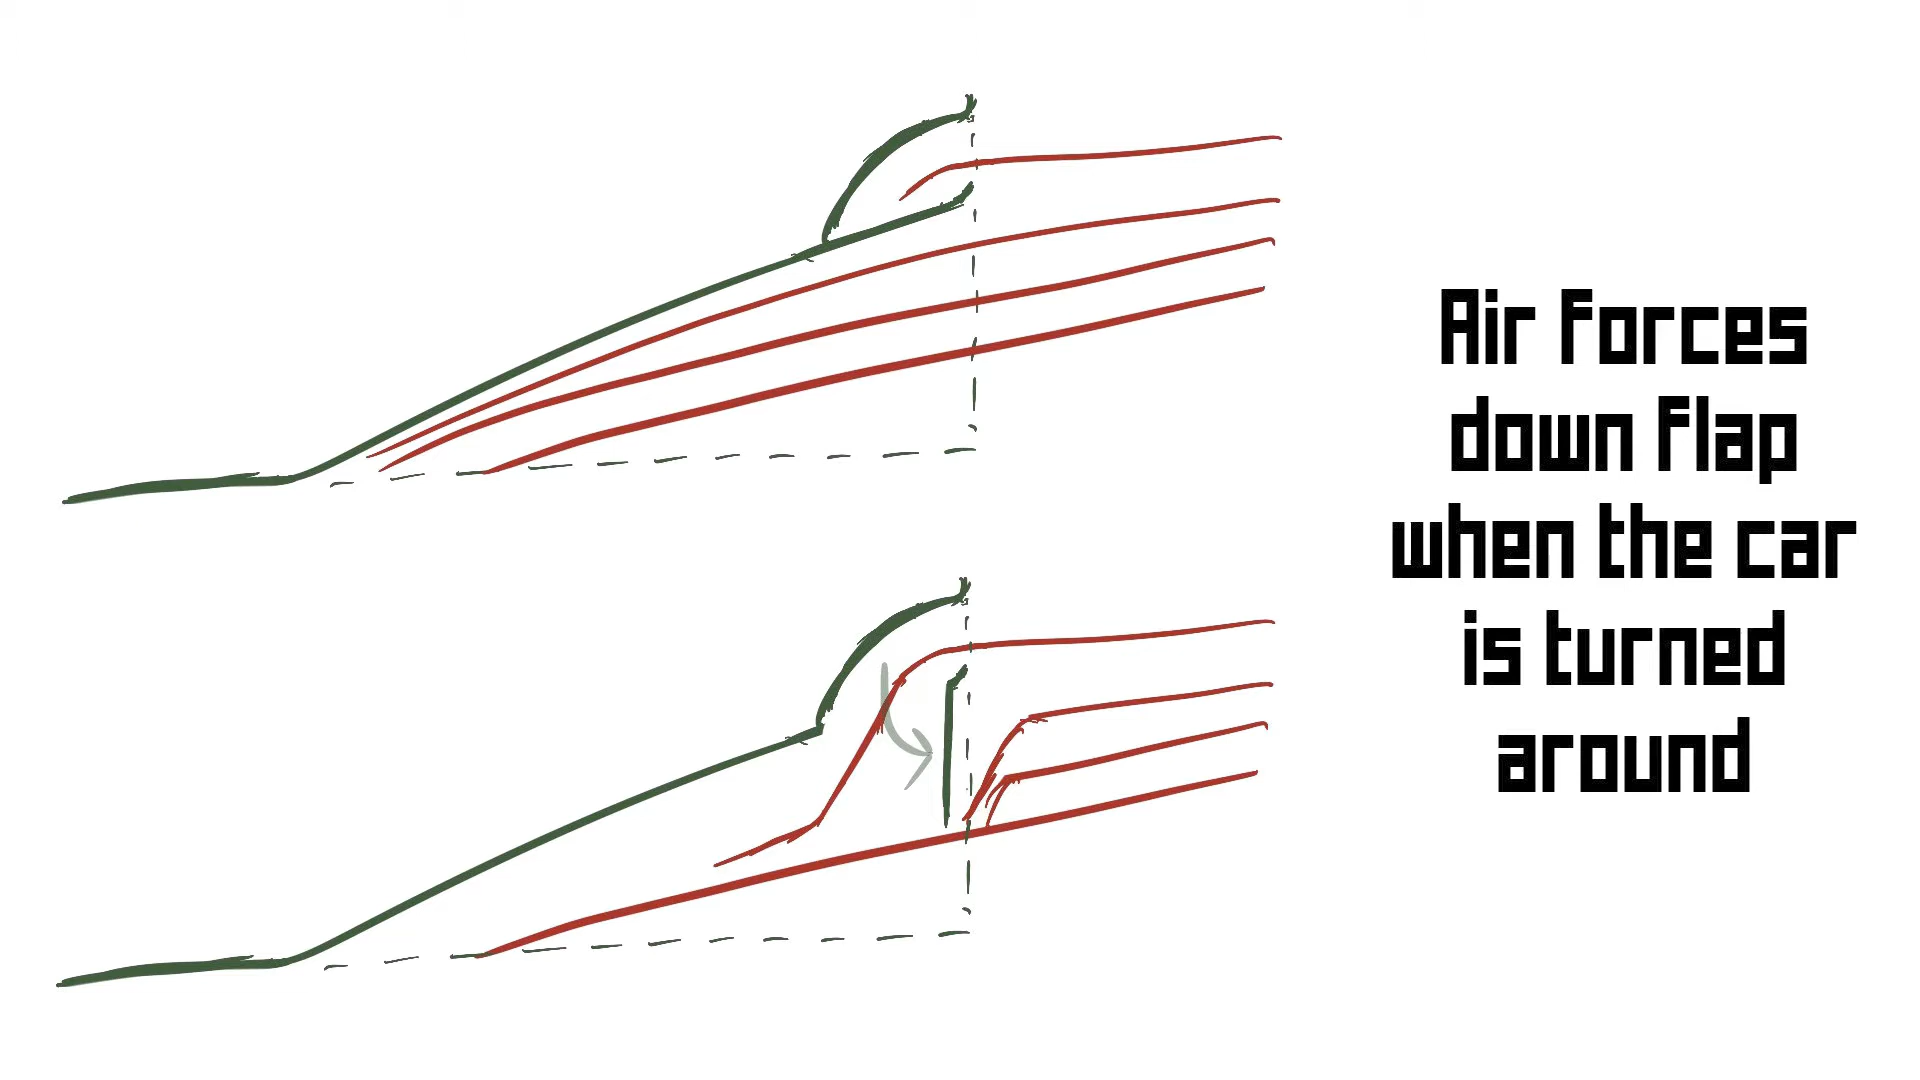 Air forces
down flap
when the car
is turned
around